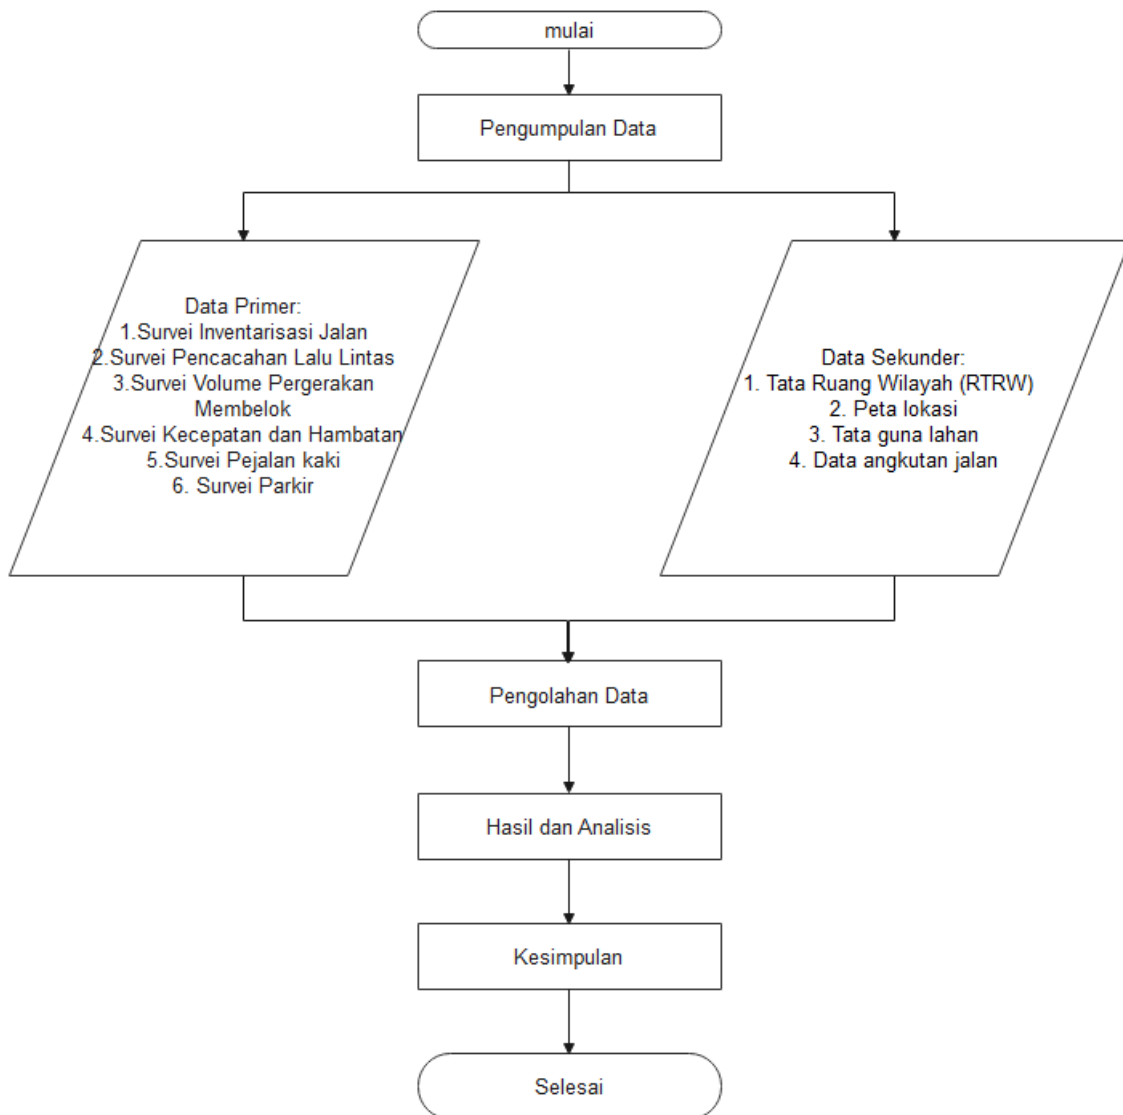 mulai
Pengumpulan Data
Data Primer:
1.Survei Inventarisasi Jalan
2.Survei Pencacahan Lalu Lintas
3.Survei Volume Pergerakan
Membelok
4.Survei Kecepatan dan Hambatan
5.Survei Pejalan kaki
6. Survei Parkir
Data Sekunder:
1. Tata Ruang Wilayah (RTRW)
2. Peta lokasi
3. Tata guna lahan
4. Data angkutan jalan
Pengolahan Data
Hasil dan Analisis
Kesimpulan
Selesai